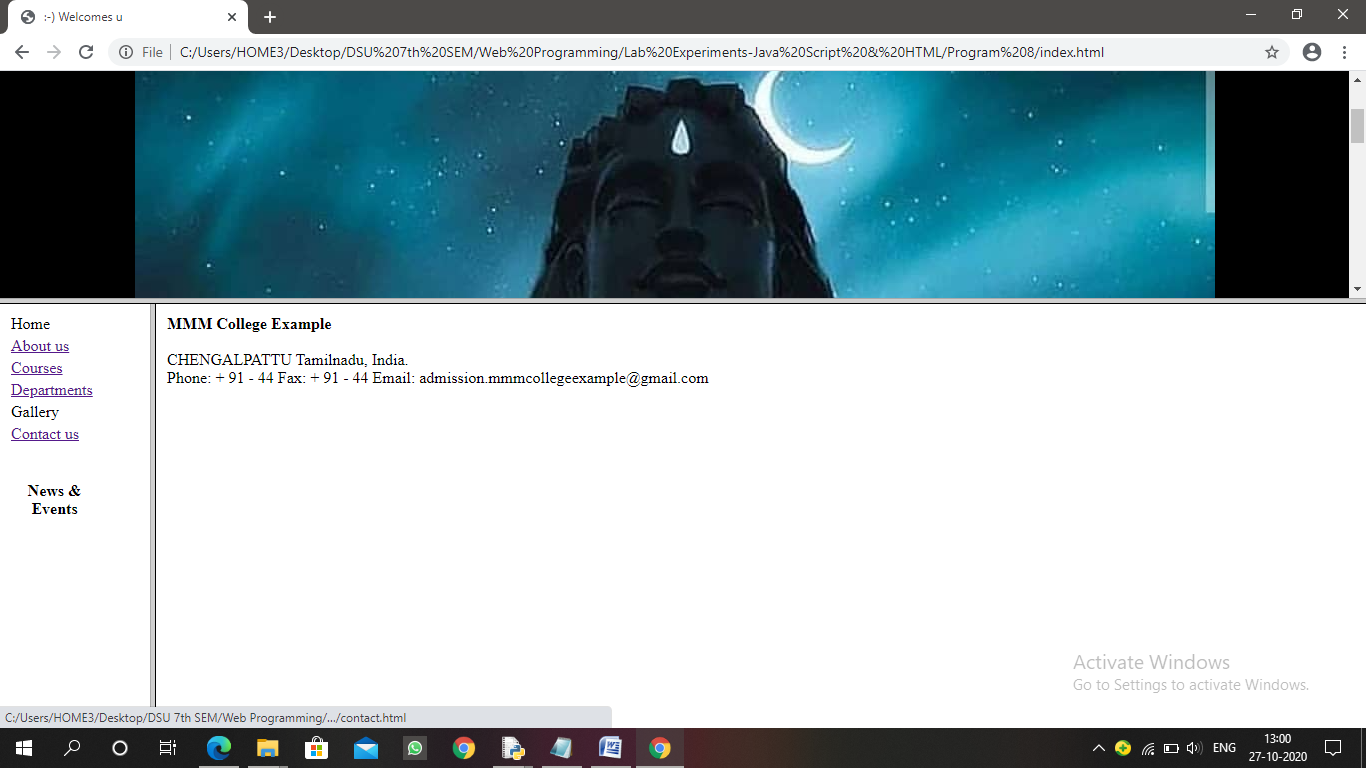 :-) Welcomes u
File C:/Users/HOME3/Desktop/DSU%207th%20SEM/Web%20Programming/Lab%20Experiments-Java%20Script%20&%20HTML/Program%208/index.html
Home
About us
Courses
Departments
Gallery
Contact us
News &
Events
MMM College Example
CHENGALPATTU Tamilnadu, India.
Phone: + 91 - 44 Fax: + 91 - 44 Email: admission.mmmcollegeexample@gmail.com
Activate Windows
Go to Settings to activate Windows.
C:/Users/HOME3/Desktop/DSU 7th SEM/Web Programming/.../contact.html
ENG
13:00
27-10-2020